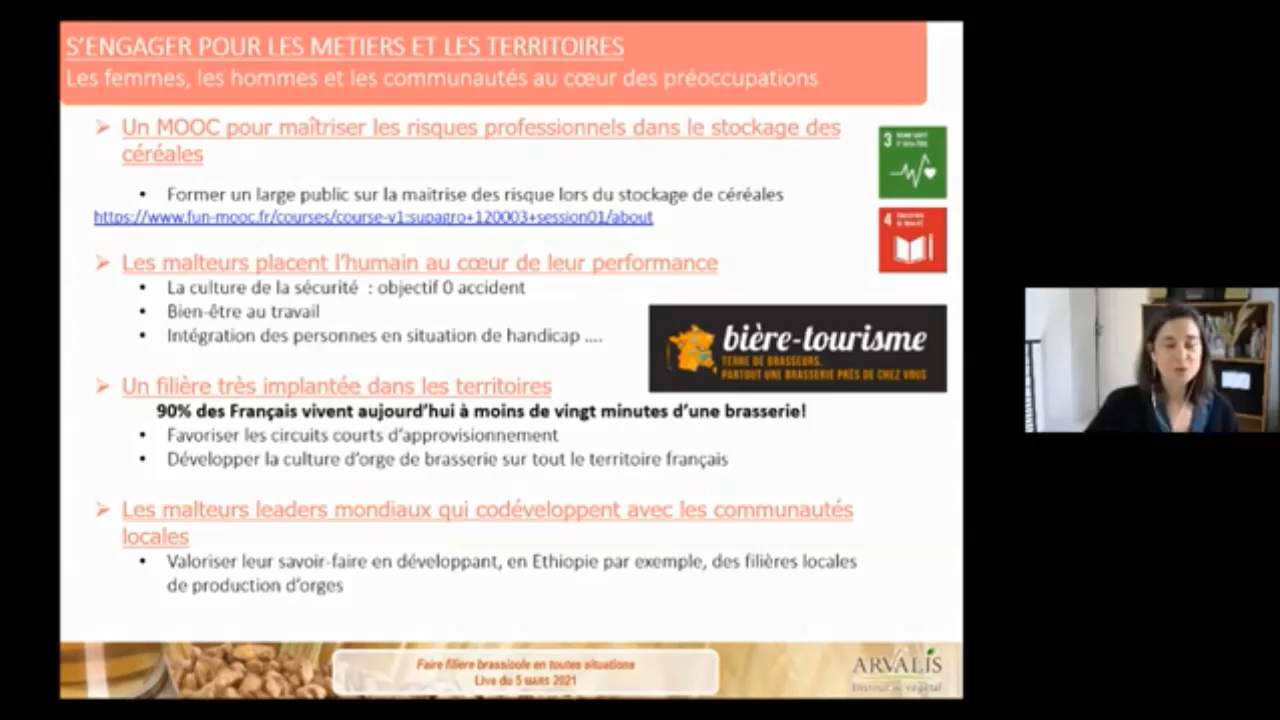 S'ENGAGER POUR LES METIERS ET LES TERRITOIRES
Les femmes, les hommes et les communautés au cœur des préoccupations
➢ Un MOOC pour maîtriser les risques professionnels dans le stockage des
céréales
• Former un large public sur la maitrise des risque lors du stockage de céréales
https://www.fun-mooc.fr/courses/course-v1:supagro+120003+session01/about
3
4
➢ Les malteurs placent l'humain au cœur de leur performance
• La culture de la sécurité : objectif 0 accident
• Bien-être au travail
• Intégration des personnes en situation de handicap ....
bière-tourisme
TERRE DE BRASSEURS,
PARTOUT UNE BRASSERIE PRÈS DE CHEZ VOUS
➢ Un filière très implantée dans les territoires
90% des Français vivent aujourd'hui à moins de vingt minutes d'une brasserie!
• Favoriser les circuits courts d'approvisionnement
• Développer la culture d'orge de brasserie sur tout le territoire français
➢ Les malteurs leaders mondiaux qui codéveloppent avec les communautés
locales
• Valoriser leur savoir-faire en développant, en Ethiopie par exemple, des filières locales
de production d'orges
Faire filière brassicole en toutes situations
Live du 5 MARS 2021
ARVALIS
Institut du végétal